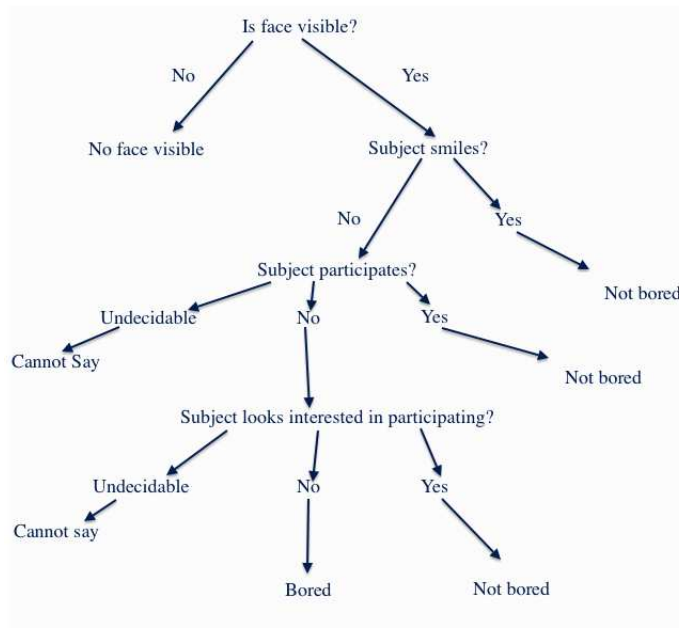 Is face visible?
No
Yes
No face visible
Subject smiles?
No
Yes
Subject participates?
Not bored
Undecidable
No
Yes
Cannot Say
Not bored
Subject looks interested in participating?
Undecidable
No
Yes
Cannot say
Bored
Not bored